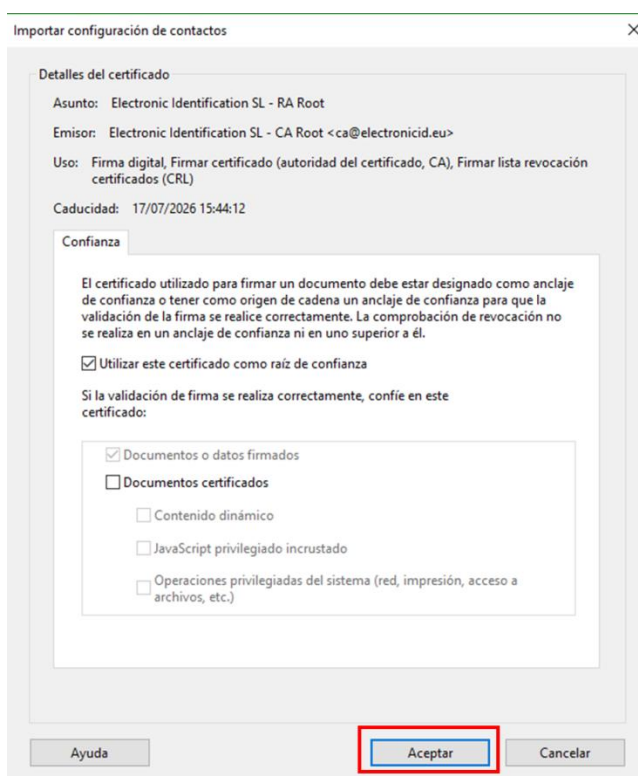 Importar configuración de contactos
Detalles del certificado
Asunto: Electronic Identification SL - RA Root
Emisor: Electronic Identification SL - CA Root <ca@electronicid.eu>
Uso: Firma digital, Firmar certificado (autoridad del certificado, CA), Firmar lista revocación
certificados (CRL)
Caducidad: 17/07/2026 15:44:12
Confianza
El certificado utilizado para firmar un documento debe estar designado como anclaje
de confianza o tener como origen de cadena un anclaje de confianza para que la
validación de la firma se realice correctamente. La comprobación de revocación no
se realiza en un anclaje de confianza ni en uno superior a él.
Utilizar este certificado como raíz de confianza
Si la validación de firma se realiza correctamente, confíe en este
certificado:
Documentos o datos firmados
Documentos certificados
Contenido dinámico
JavaScript privilegiado incrustado
Operaciones privilegiadas del sistema (red, impresión, acceso a
archivos, etc.)
Ayuda Aceptar Cancelar